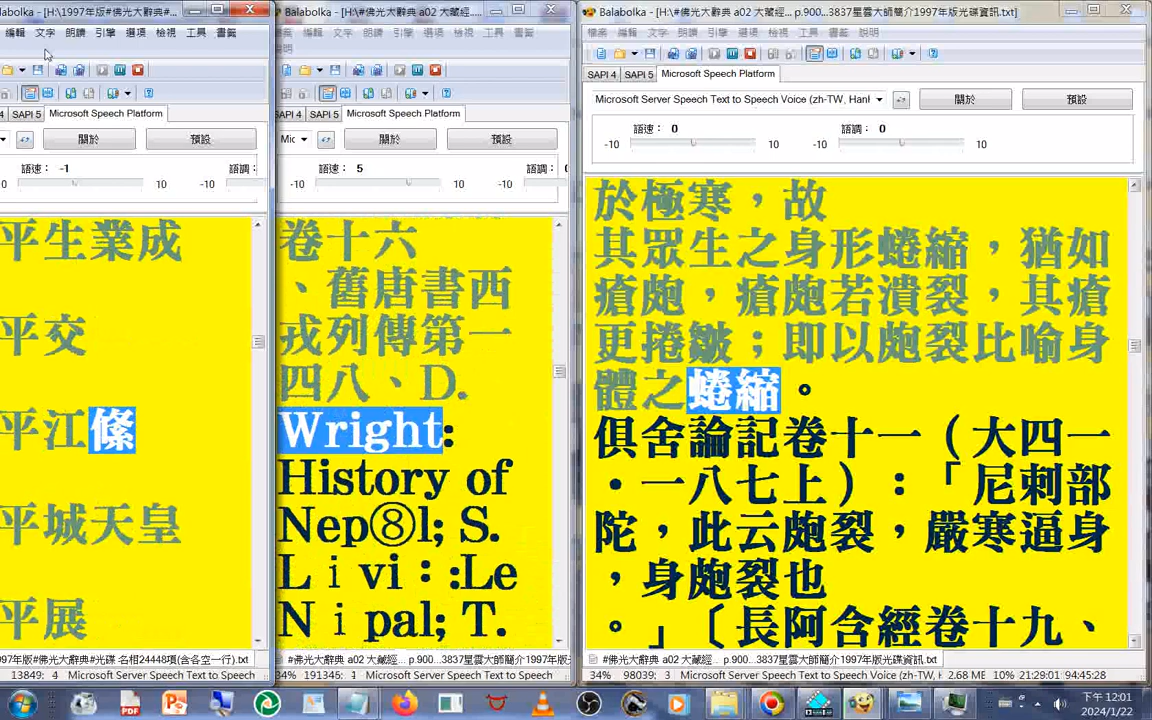 Balabolka - [H:\1997年版#佛光大辭典#...
編輯 文字 朗讀 引擎 選項 檢視 工具 書籤
4 SAPI 5 Microsoft Speech Platform
關於 預設
語速： -1 語調：
0 10 -10
平生業成
平交
平江絛
平城天皇
平展
997年版#佛光大辭典#光碟 名相24448項(含各空一行).txt
13849: 4 Microsoft Server Speech Text to Speech
Balabolka - [H:\#佛光大辭典 a02 大藏經...
檔案 編輯 文字 朗讀 引擎 選項 檢視 工具 書籤
說明
API 4 SAPI 5 Microsoft Speech Platform
Mic 關於 預設
語速： 5 語調： 0
-10 10 -10
卷十六
、舊唐書西
戎列傳第一
四八、D.
Wright:
History of
Nep⑧l; S.
Lｉvi：:Le
Nｉpal; T.
#佛光大辭典 a02 大藏經... p.900...3837星雲大師簡介1997年版光碟資訊.txt
34% 191345: 1 Microsoft Server Speech Text to Speech
Balabolka - [H:\#佛光大辭典 a02 大藏經... p.900...3837星雲大師簡介1997年版光碟資訊.txt]
檔案 編輯 文字 朗讀 引擎 選項 檢視 工具 書籤 說明
SAPI 4 SAPI 5 Microsoft Speech Platform
Microsoft Server Speech Text to Speech Voice (zh-TW, HanH 關於 預設
語速： 0 語調： 0
-10 10 -10 10
於極寒，故
其眾生之身形蜷縮，猶如
瘡皰，瘡皰若潰裂，其瘡
更捲皺；即以皰裂比喻身
體之蜷縮。
俱舍論記卷十一（大四一
•一八七上）：「尼剌部
陀，此云皰裂，嚴寒逼身
，身皰裂也
。」〔長阿含經卷十九、
#佛光大辭典 a02 大藏經... p.900...3837星雲大師簡介1997年版光碟資訊.txt
34% 98039: 3 Microsoft Server Speech Text to Speech Voice (zh-TW, HanH 2.68 MB 10% 21:29:01 / 94:45:28
下午 12:01
2024/1/22